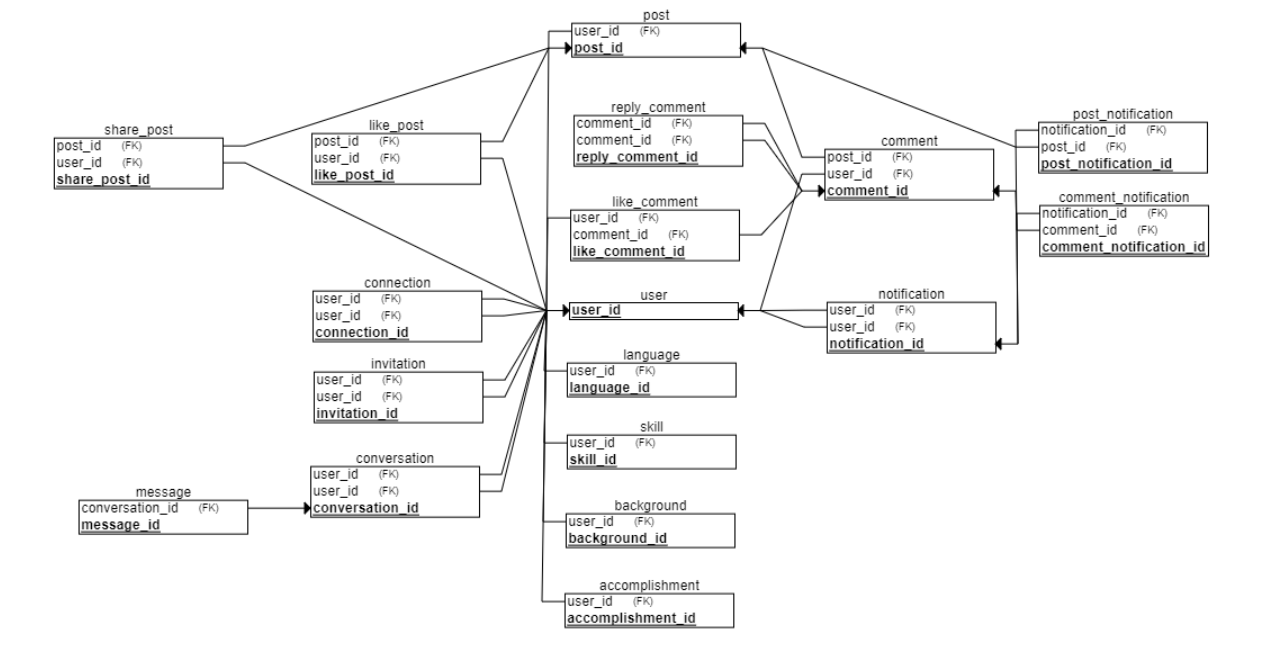 post
user_id (FK)
post_id
share_post
post_id (FK)
user_id (FK)
share_post_id
like_post
post_id (FK)
user_id (FK)
like_post_id
reply_comment
comment_id (FK)
comment_id (FK)
reply_comment_id
comment
post_id (FK)
user_id (FK)
comment_id
post_notification
notification_id (FK)
post_id (FK)
post_notification_id
like_comment
user_id (FK)
comment_id (FK)
like_comment_id
comment_notification
notification_id (FK)
comment_id (FK)
comment_notification_id
connection
user_id (FK)
user_id (FK)
connection_id
user
user_id
notification
user_id (FK)
user_id (FK)
notification_id
invitation
user_id (FK)
user_id (FK)
invitation_id
language
user_id (FK)
language_id
skill
user_id (FK)
skill_id
conversation
user_id (FK)
user_id (FK)
conversation_id
message
conversation_id (FK)
message_id
background
user_id (FK)
background_id
accomplishment
user_id (FK)
accomplishment_id